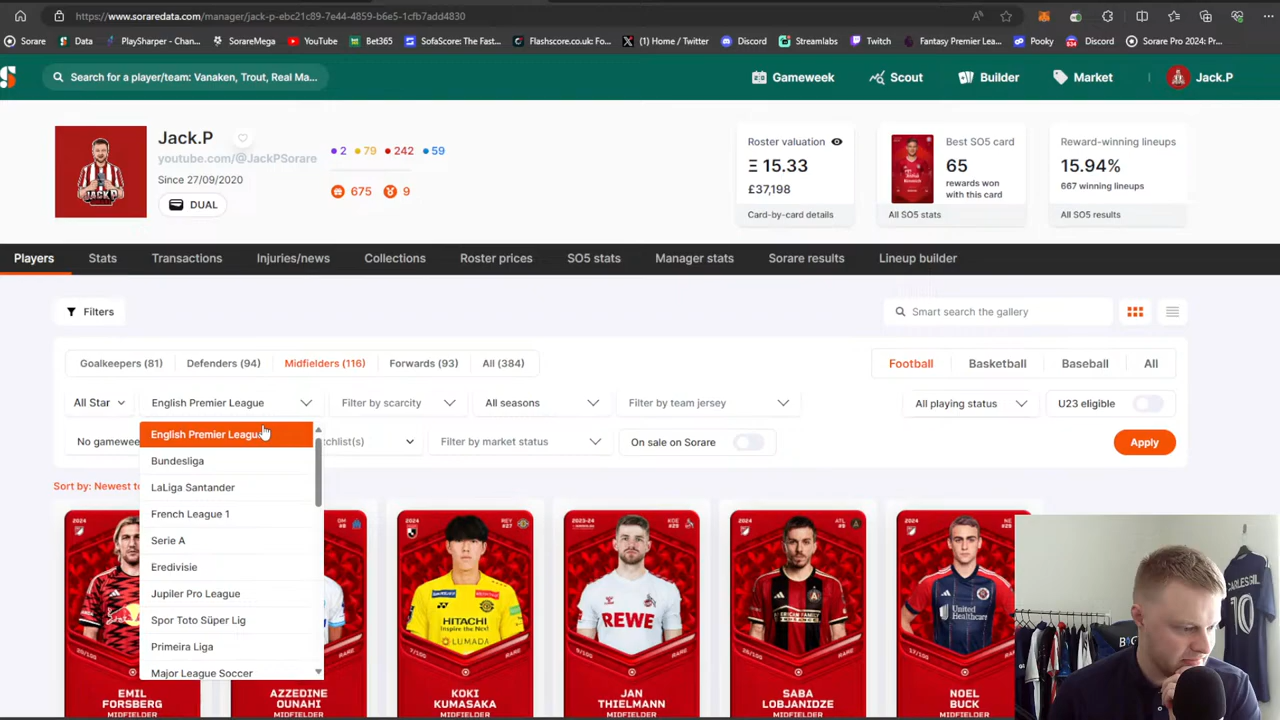 https://www.soraredata.com/manager/jack-p-ebc21c89-7e44-4859-b6e5-1cfb7add4830
Sorare
Data
PlaySharper - Chan...
SorareMega
YouTube
Bet365
SofaScore: The Fast...
Flashscore.co.uk: Fo...
(1) Home / Twitter
Discord
Streamlabs
Twitch
Fantasy Premier Lea...
Pooky
Discord
Sorare Pro 2024: Pr...
Search for a player/team: Vanaken, Trout, Real Ma...
Gameweek
Scout
Builder
Market
Jack.P
Jack.P
youtube.com/@JackPSorare
Since 27/09/2020
DUAL
2 79 242 59
675 9
Roster valuation
Ξ 15.33
£37,198
Card-by-card details
Best SO5 card
65
rewards won
with this card
All SO5 stats
Reward-winning lineups
15.94%
667 winning lineups
All SO5 results
Players
Stats
Transactions
Injuries/news
Collections
Roster prices
SO5 stats
Manager stats
Sorare results
Lineup builder
Filters
Smart search the gallery
Goalkeepers (81)
Defenders (94)
Midfielders (116)
Forwards (93)
All (384)
Football
Basketball
Baseball
All
All Star
English Premier League
Filter by scarcity
All seasons
Filter by team jersey
All playing status
U23 eligible
No gamewee
tchlist(s)
Filter by market status
On sale on Sorare
Apply
English Premier Leagu
Bundesliga
LaLiga Santander
French League 1
Serie A
Eredivisie
Jupiler Pro League
Spor Toto Süper Lig
Primeira Liga
Major League Soccer
Sort by: Newest to
EMIL
FORSBERG
MIDFIELDER
AZZEDINE
OUNAHI
MIDFIELDER
KOKI
KUMASAKA
MIDFIELDER
JAN
THIELMANN
MIDFIELDER
SABA
LOBJANIDZE
MIDFIELDER
NOEL
BUCK
MIDFIELDER